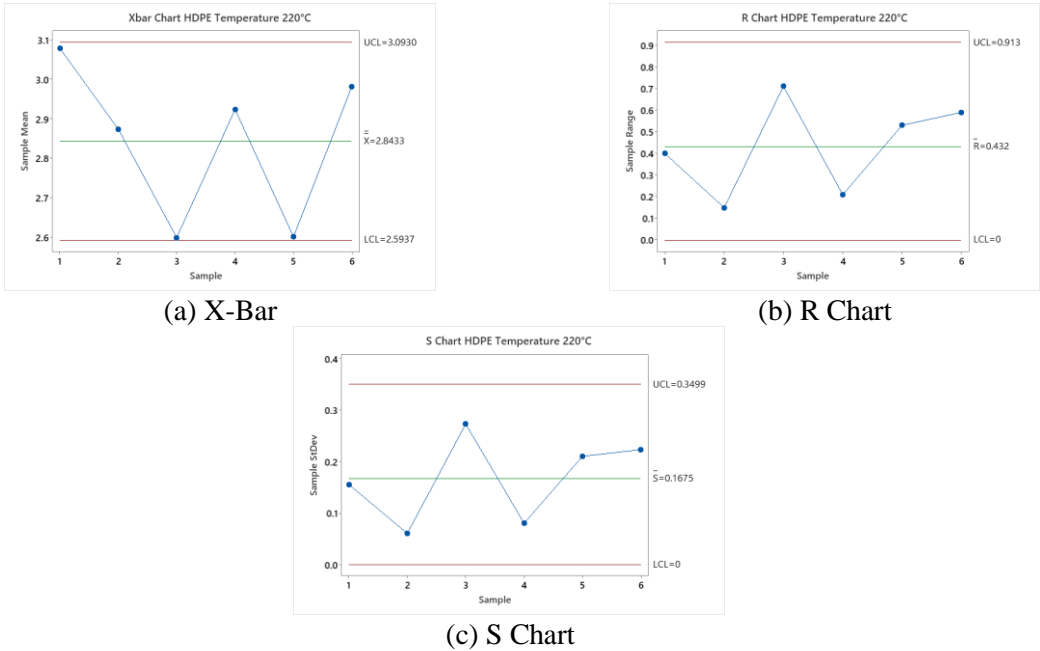 Xbar Chart HDPE Temperature 220°C
3.1
3.0
2.9
2.8
2.7
2.6
Sample Mean
UCL=3.0930
X̿=2.8433
LCL=2.5937
1 2 3 4 5 6
Sample
(a) X-Bar
R Chart HDPE Temperature 220°C
0.9
0.8
0.7
0.6
0.5
0.4
0.3
0.2
0.1
0.0
Sample Range
UCL=0.913
R̄=0.432
LCL=0
1 2 3 4 5 6
Sample
(b) R Chart
S Chart HDPE Temperature 220°C
0.4
0.3
0.2
0.1
0.0
Sample StDev
UCL=0.3499
S̄=0.1675
LCL=0
1 2 3 4 5 6
Sample
(c) S Chart